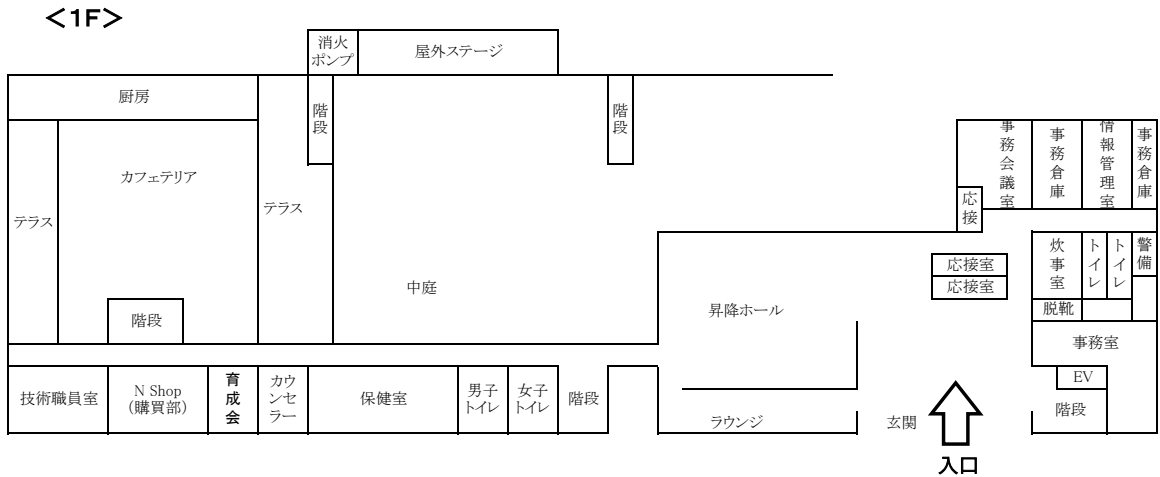 ＜1F＞
消火
ポンプ
屋外ステージ
厨房
階段
階段
カフェテリア
テラス
テラス
中庭
階段
事務会議室
事務倉庫
情報管理室
事務倉庫
応接
応接室
応接室
炊事室
トイレ
トイレ
警備
脱靴
昇降ホール
事務室
技術職員室
N Shop
（購買部）
育成会
カウンセラー
保健室
男子
トイレ
女子
トイレ
階段
ラウンジ
玄関
EV
階段
入口